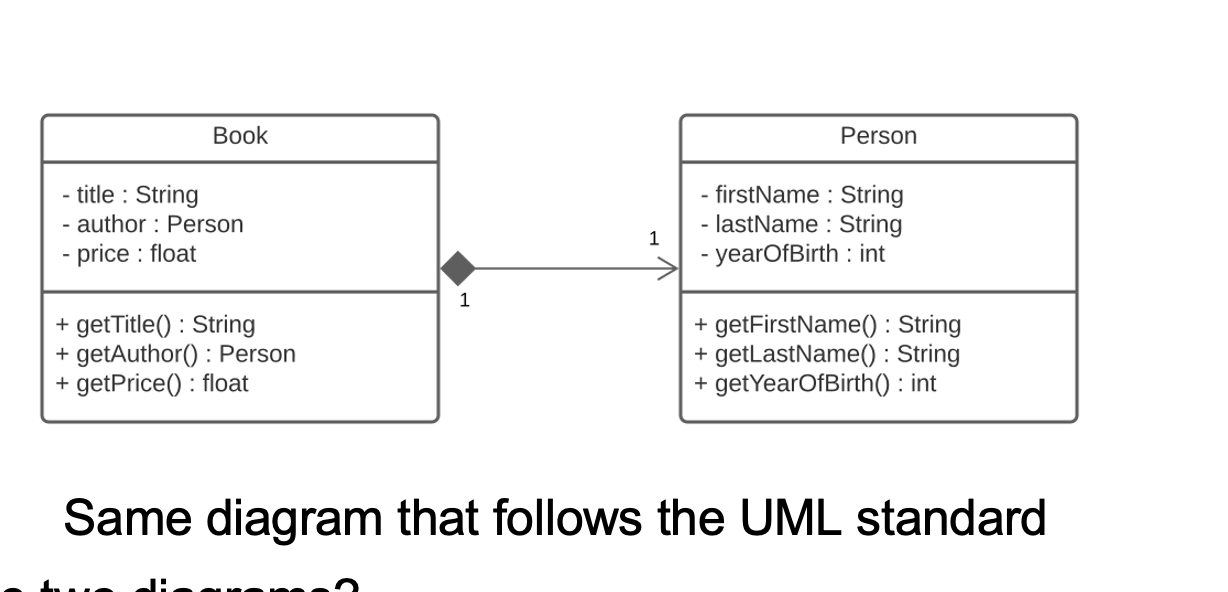 Book
- title : String
- author : Person
- price : float
+ getTitle() : String
+ getAuthor() : Person
+ getPrice() : float
1
1
Person
- firstName : String
- lastName : String
- yearOfBirth : int
+ getFirstName() : String
+ getLastName() : String
+ getYearOfBirth() : int
Same diagram that follows the UML standard
two diagrams?